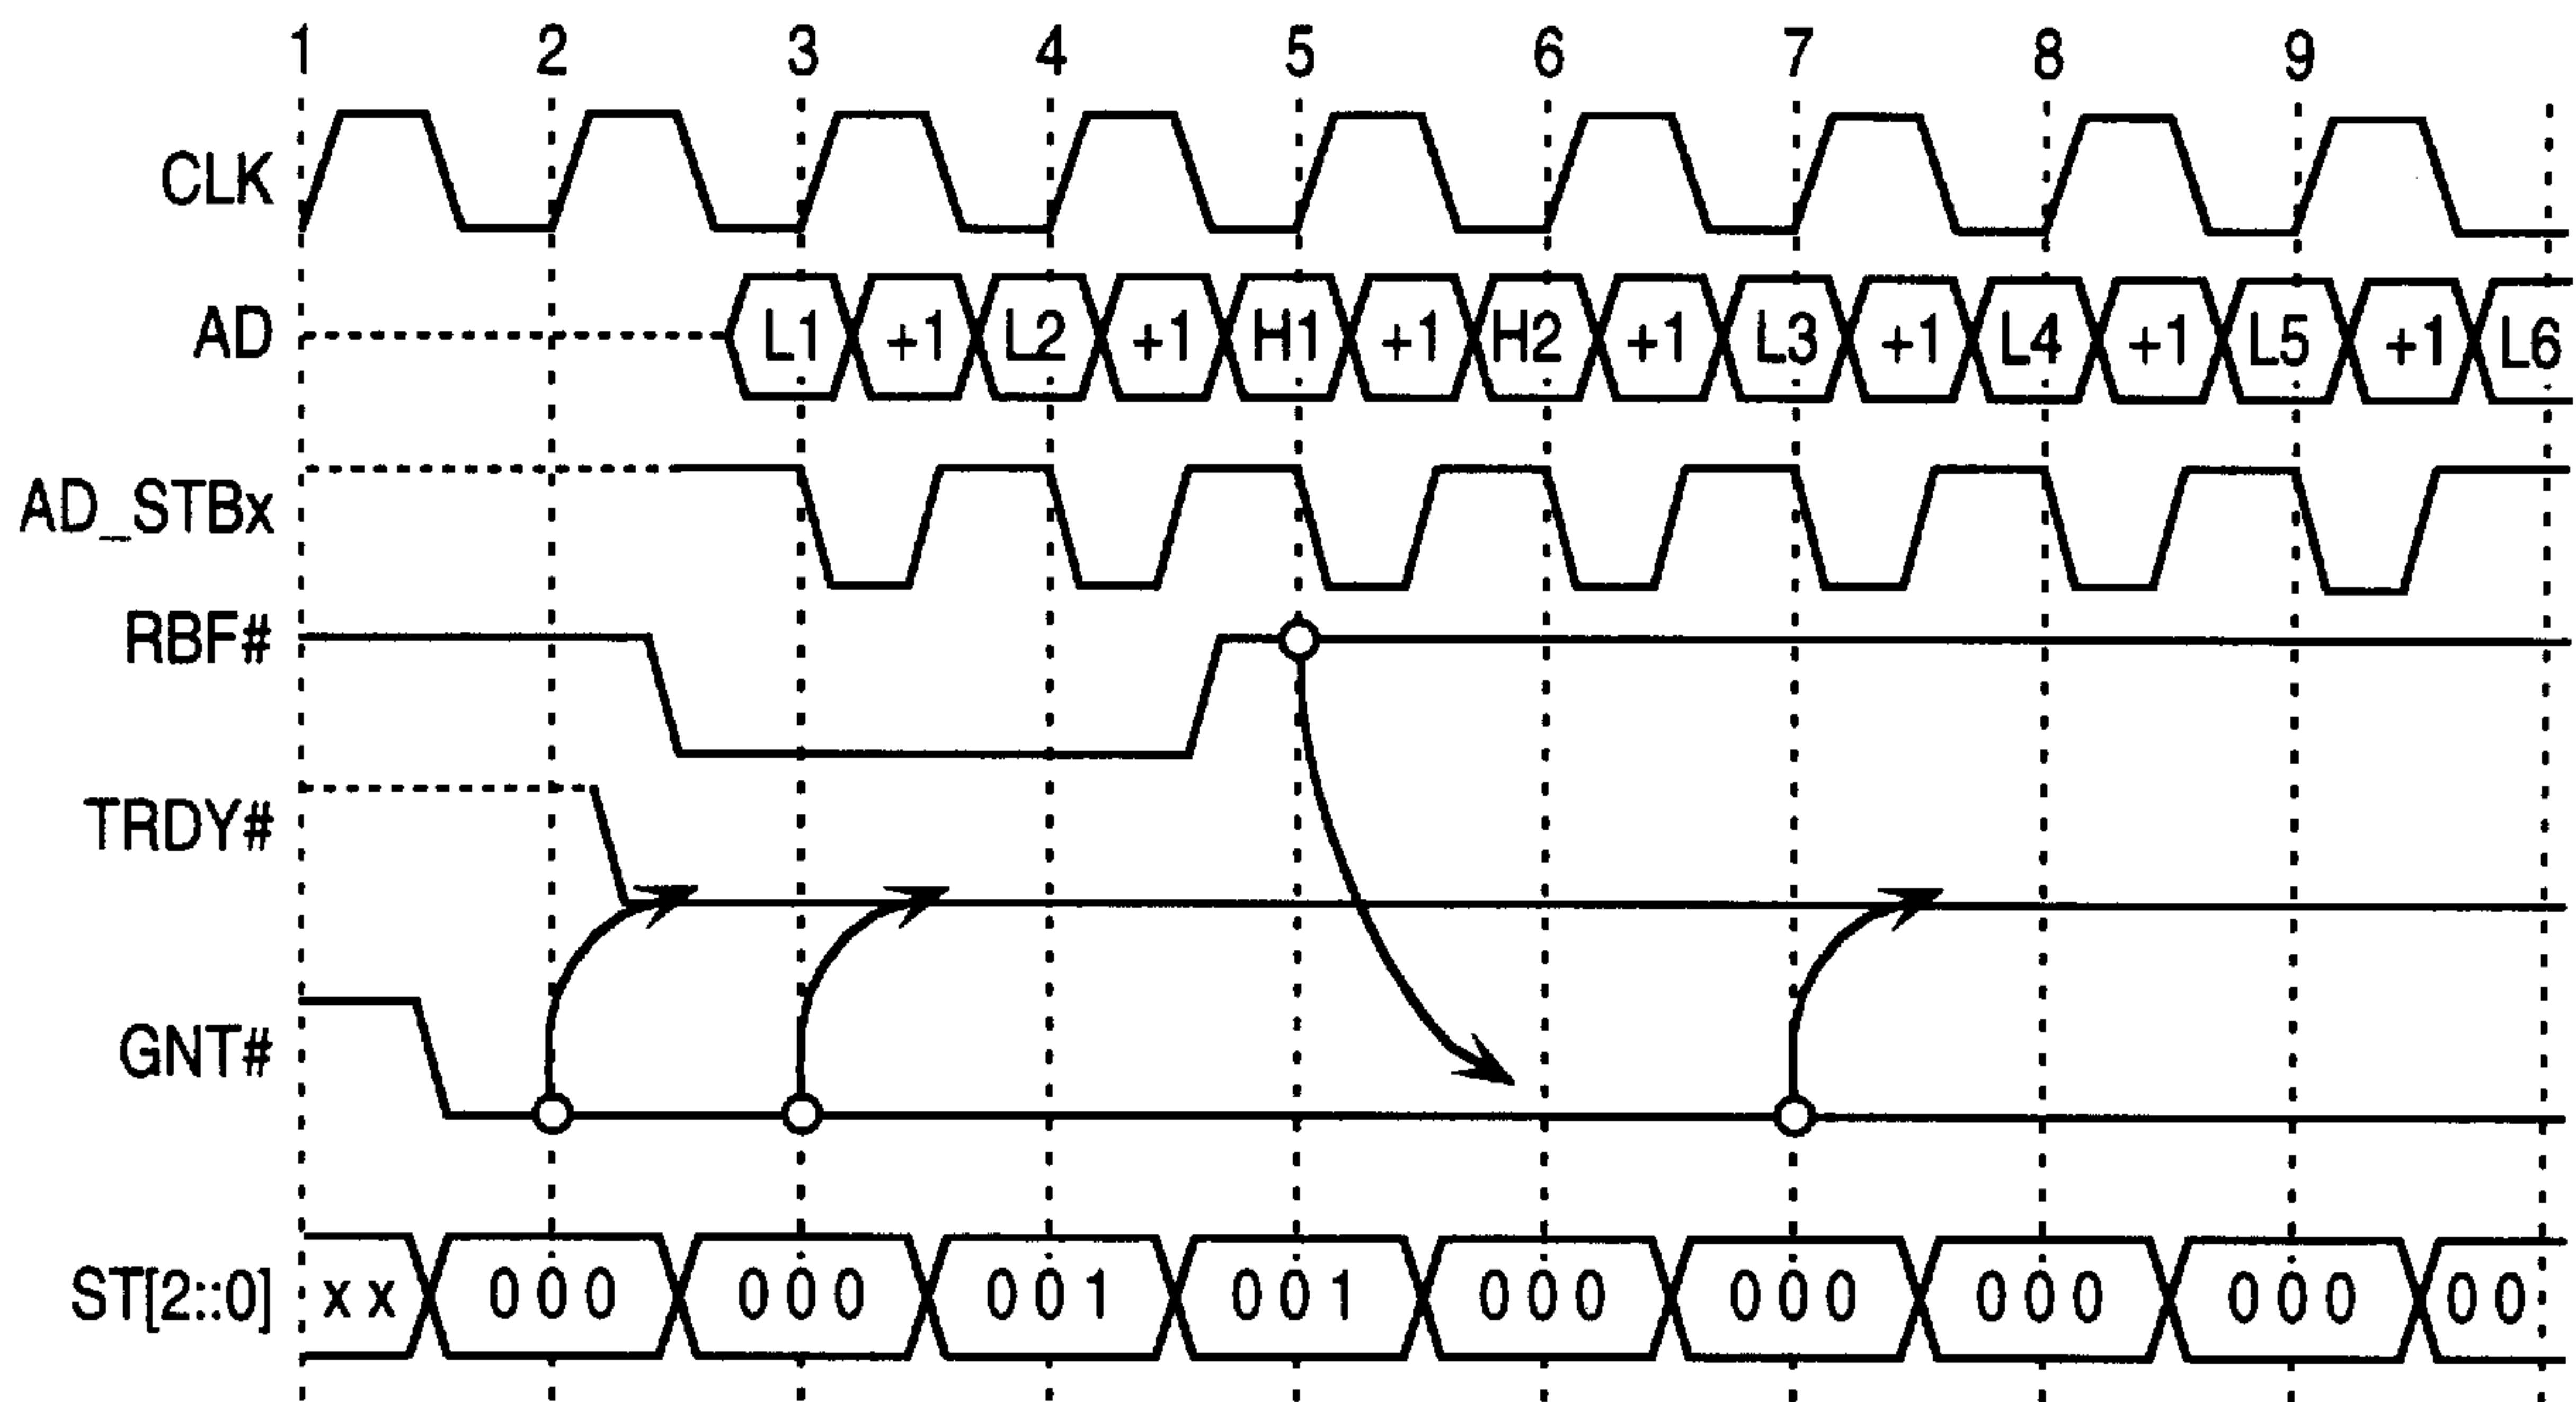 1 2 3 4 5 6 7 8 9
CLK
AD L1 +1 L2 +1 H1 +1 H2 +1 L3 +1 L4 +1 L5 +1 L6
AD_STBx
RBF#
TRDY#
GNT#
ST[2::0] x x 0 0 0 0 0 0 0 0 1 0 0 1 0 0 0 0 0 0 0 0 0 0 0 0 0 0